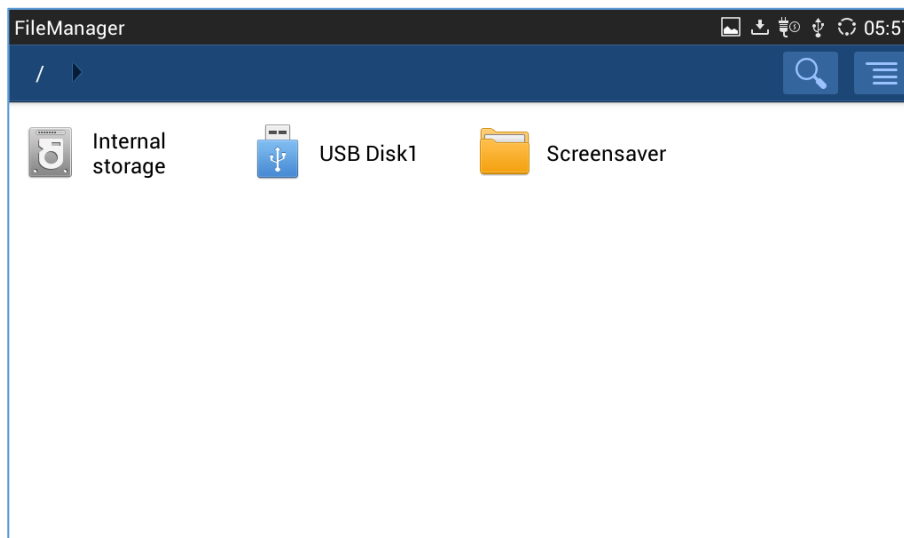 FileManager
05:57
/
Internal
storage
USB Disk1
Screensaver